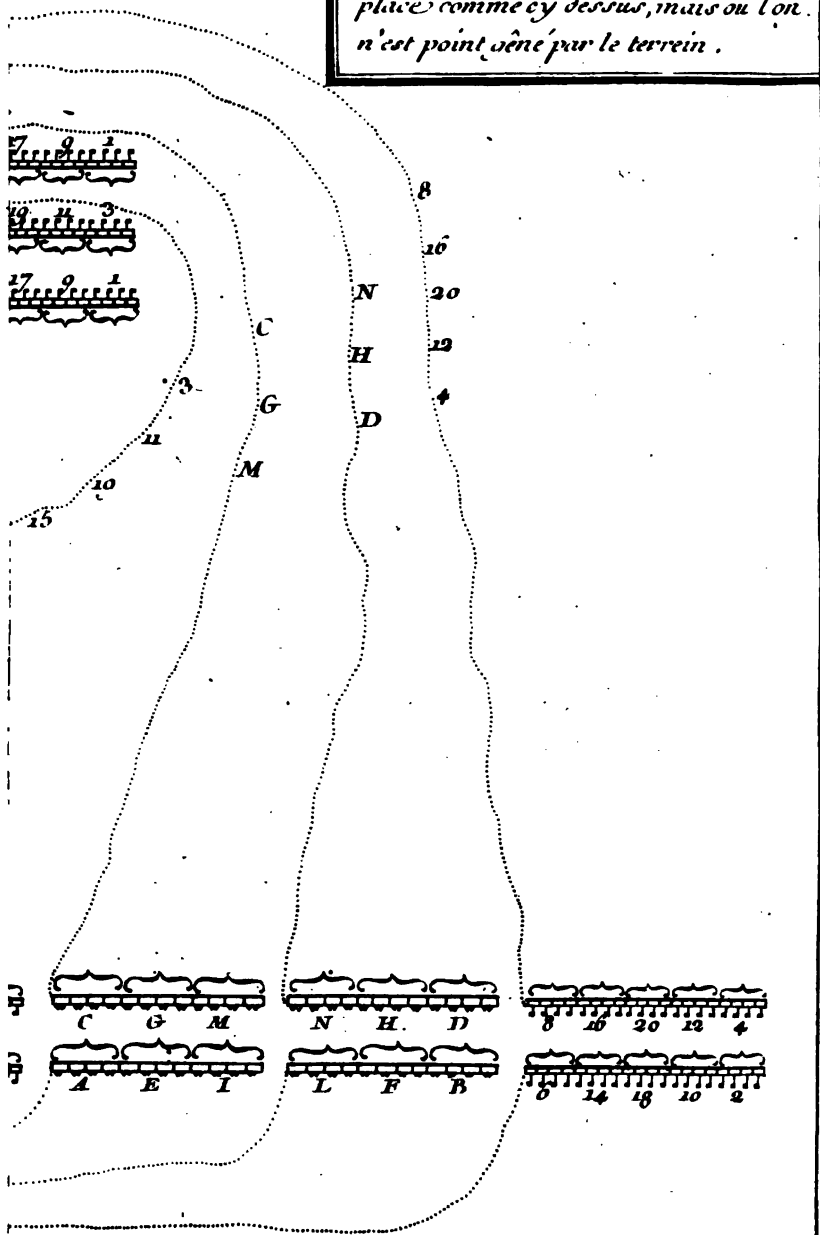 place comme cy dessus, mais ou l'on
n'est point gêné par le terrein.
17 9 1
8
19 11 3
16
17 9 1
N
20
C
H
12
3
G
D
4
11
M
10
15
C G M N H. D 8 16 20 12 4
A E I L F B 6 14 18 10 2